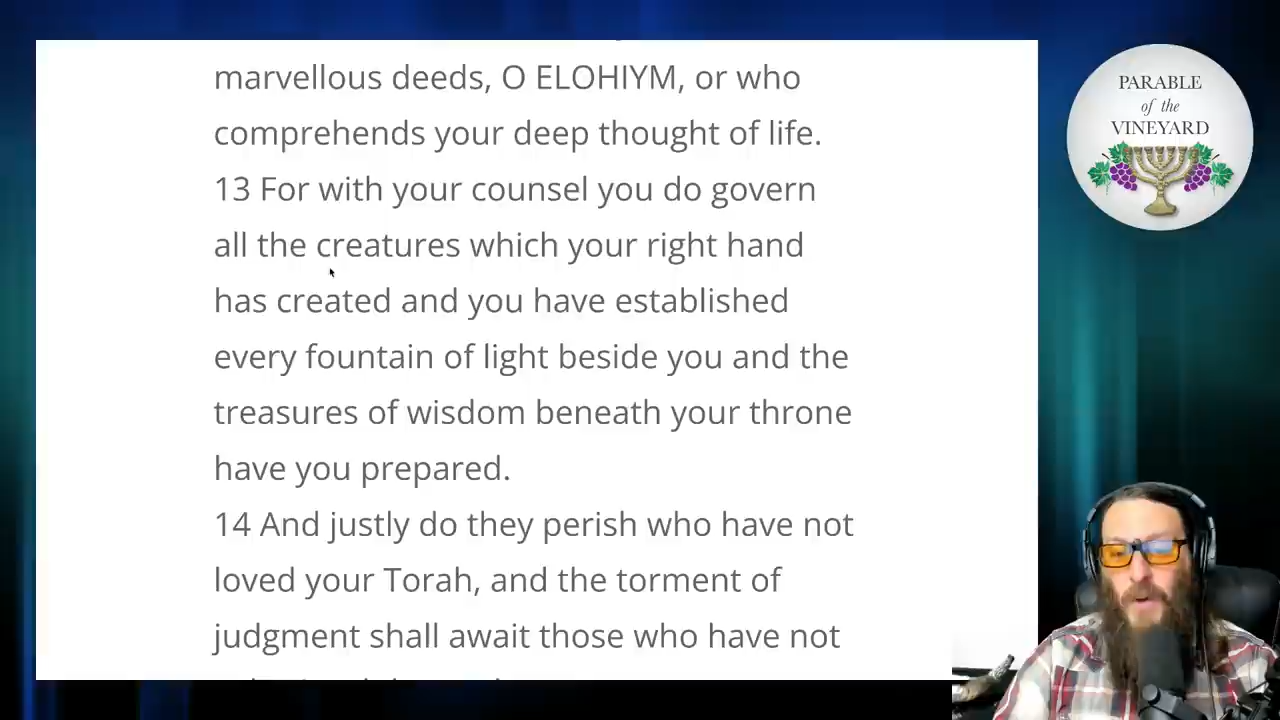 marvellous deeds, O ELOHIYM, or who
comprehends your deep thought of life.
13 For with your counsel you do govern
all the creatures which your right hand
has created and you have established
every fountain of light beside you and the
treasures of wisdom beneath your throne
have you prepared.
14 And justly do they perish who have not
loved your Torah, and the torment of
judgment shall await those who have not
PARABLE
of the
VINEYARD